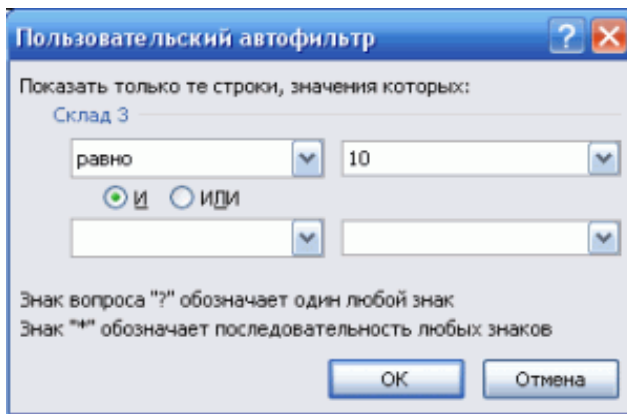 Пользовательский автофильтр
Показать только те строки, значения которых:
Склад 3
равно 10
И ИЛИ
Знак вопроса "?" обозначает один любой знак
Знак "*" обозначает последовательность любых знаков
ОК Отмена